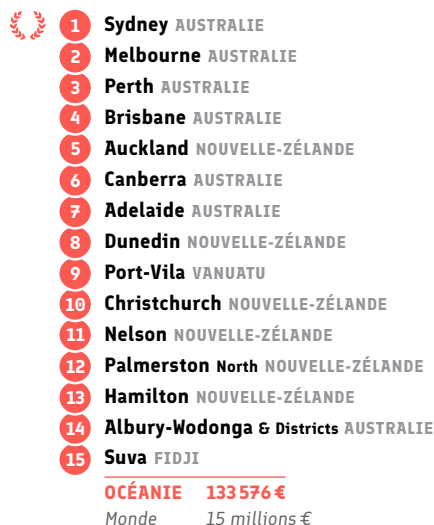 1 Sydney AUSTRALIE
2 Melbourne AUSTRALIE
3 Perth AUSTRALIE
4 Brisbane AUSTRALIE
5 Auckland NOUVELLE-ZÉLANDE
6 Canberra AUSTRALIE
7 Adelaide AUSTRALIE
8 Dunedin NOUVELLE-ZÉLANDE
9 Port-Vila VANUATU
10 Christchurch NOUVELLE-ZÉLANDE
11 Nelson NOUVELLE-ZÉLANDE
12 Palmerston North NOUVELLE-ZÉLANDE
13 Hamilton NOUVELLE-ZÉLANDE
14 Albury-Wodonga & Districts AUSTRALIE
15 Suva FIDJI
OCÉANIE 133 576 €
Monde 15 millions €